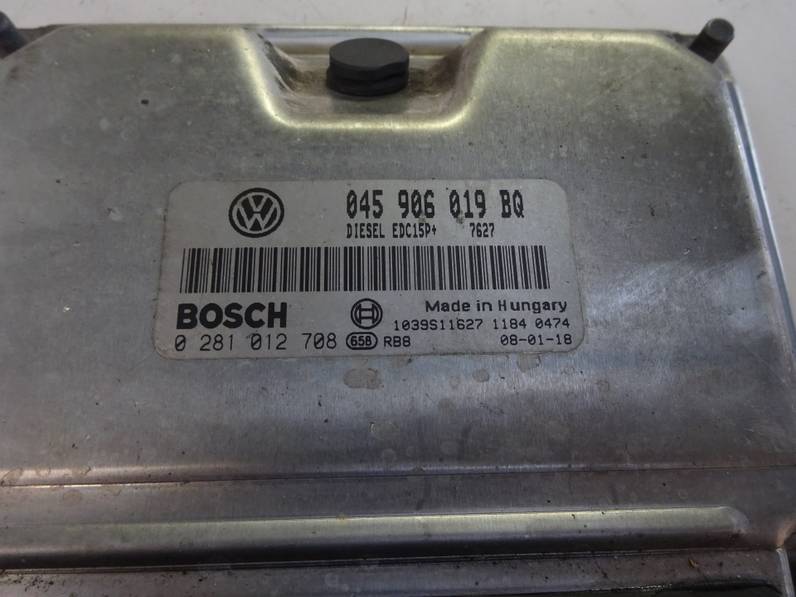 045 906 019 BQ
DIESEL EDC15P+ 7627
BOSCH Made in Hungary
1039S11627 1184 0474
0 281 012 708 658 RB8 08-01-18